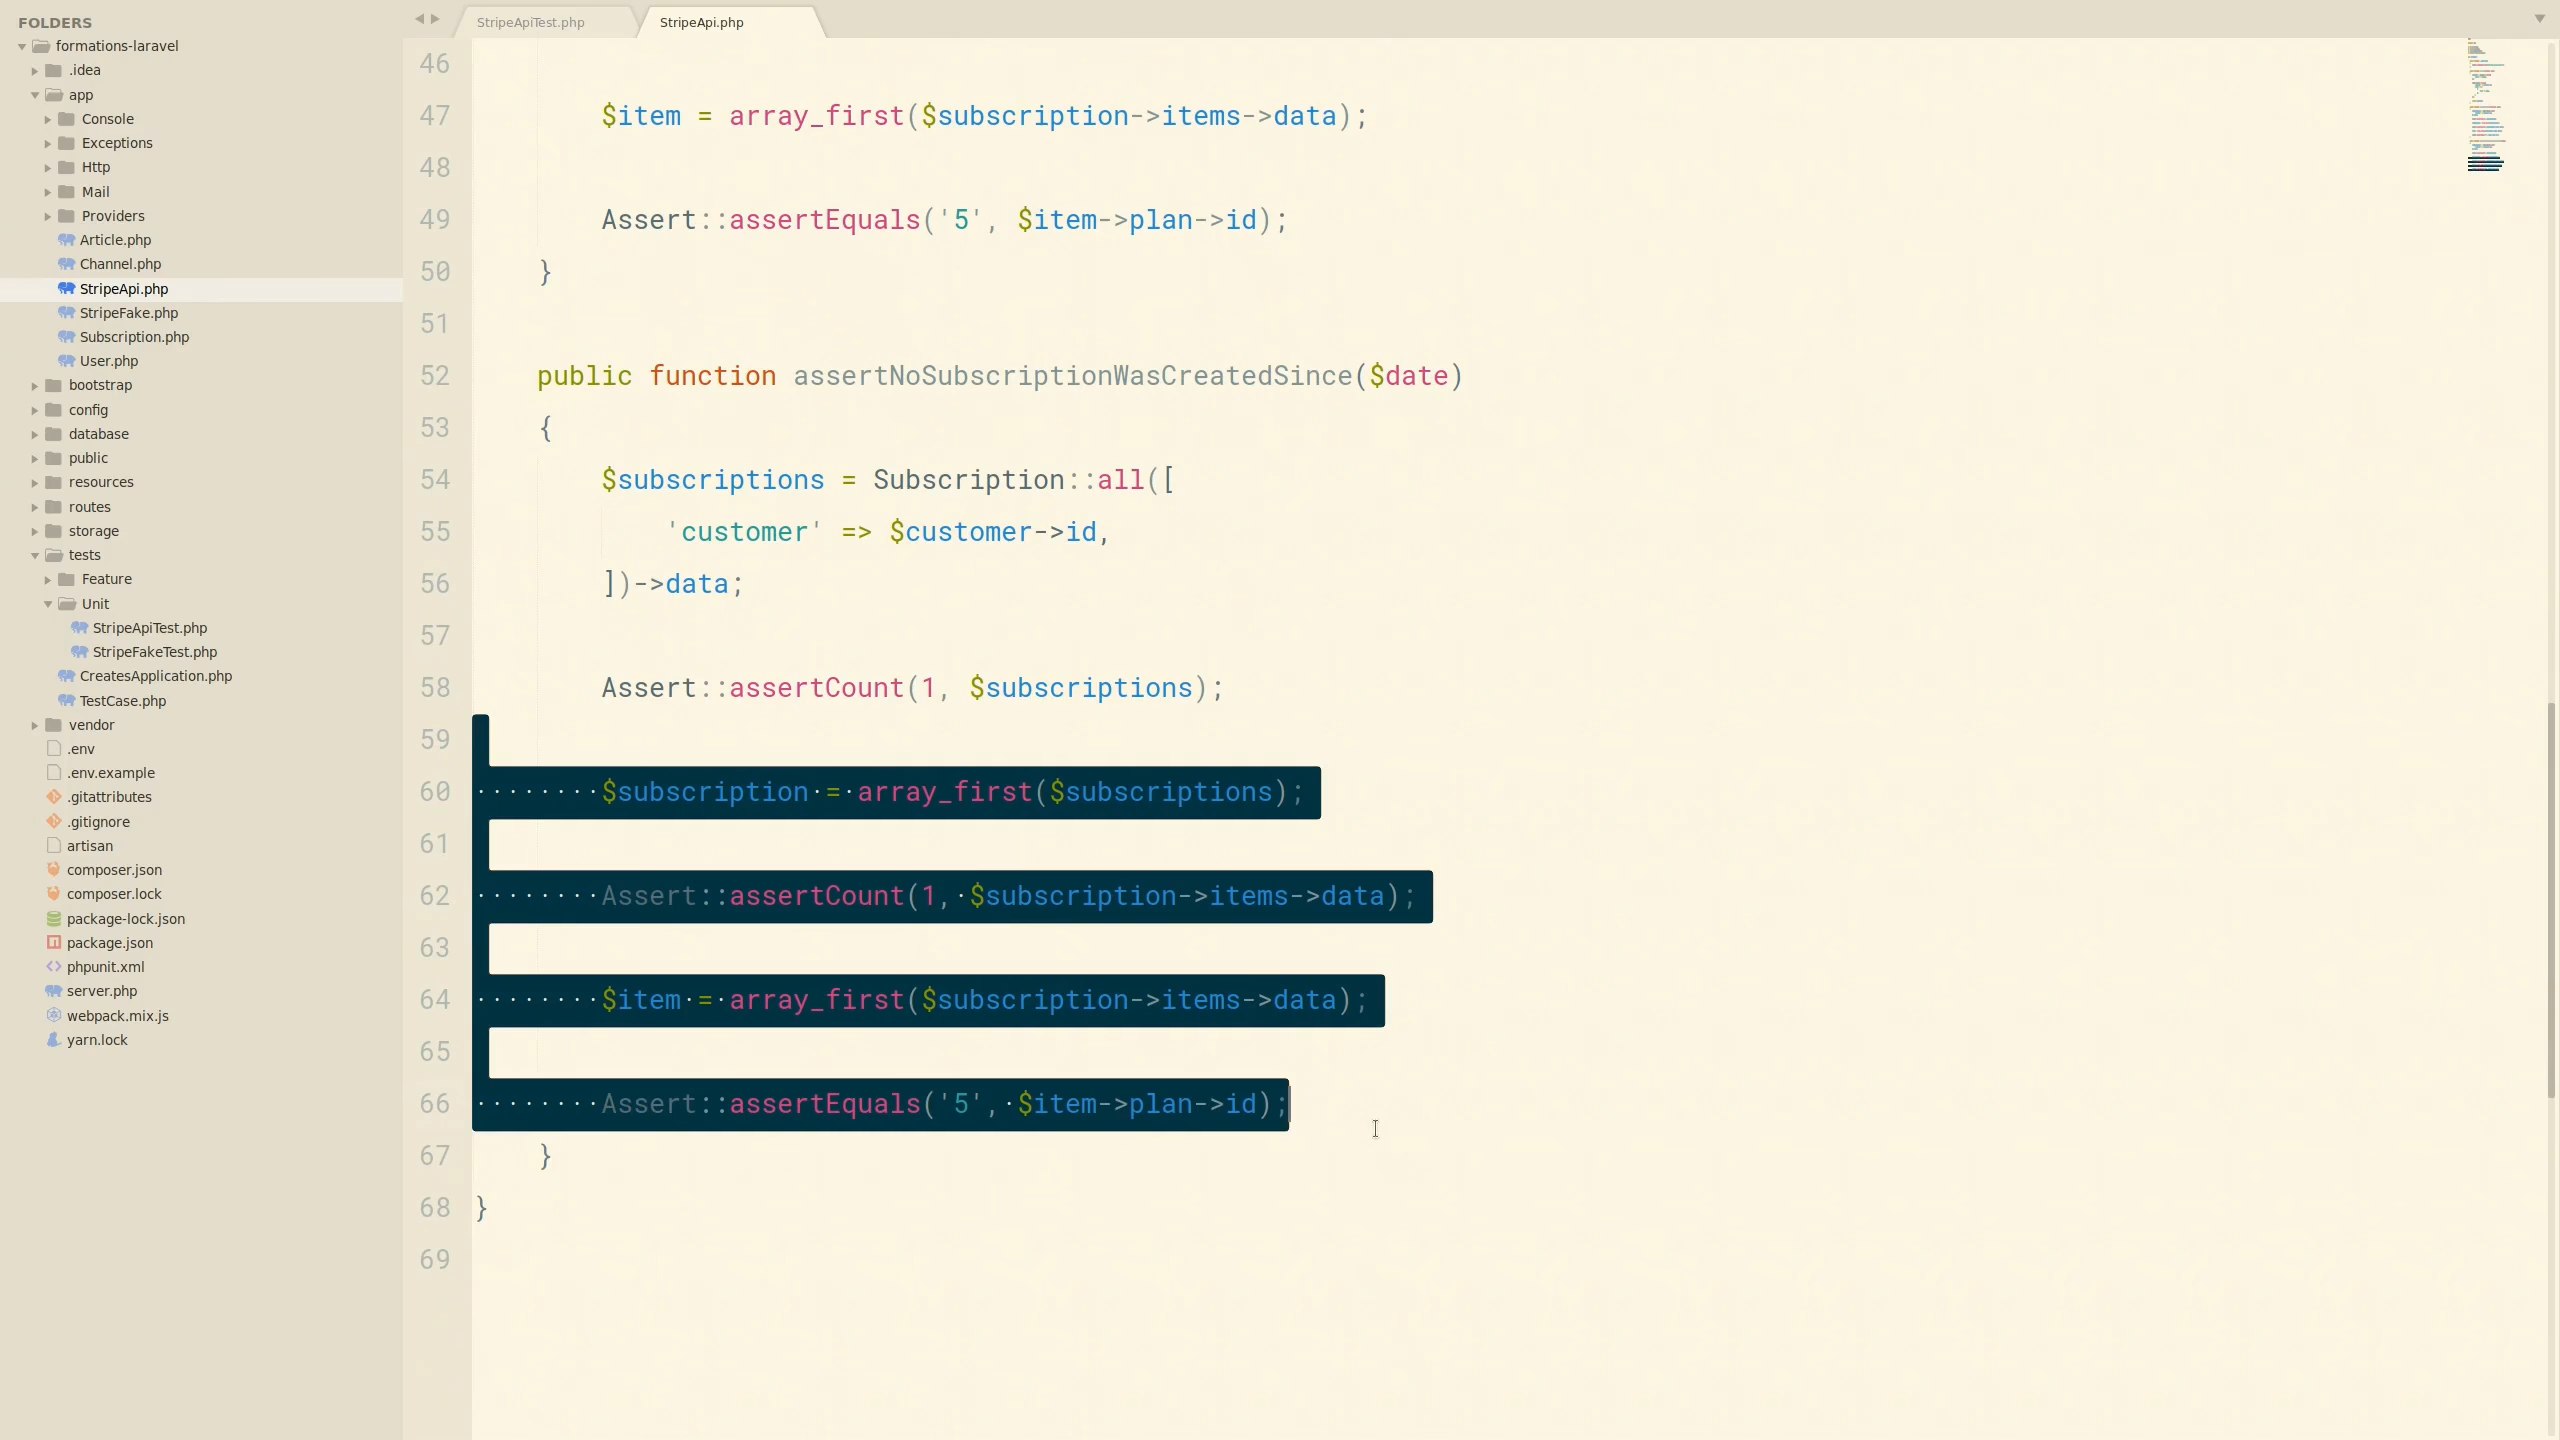 FOLDERS
formations-laravel
.idea
app
Console
Exceptions
Http
Mail
Providers
Article.php
Channel.php
StripeApi.php
StripeFake.php
Subscription.php
User.php
bootstrap
config
database
public
resources
routes
storage
tests
Feature
Unit
StripeApiTest.php
StripeFakeTest.php
CreatesApplication.php
TestCase.php
vendor
.env
.env.example
.gitattributes
.gitignore
artisan
composer.json
composer.lock
package-lock.json
package.json
phpunit.xml
server.php
webpack.mix.js
yarn.lock
StripeApiTest.php
StripeApi.php
46
47 $item = array_first($subscription->items->data);
48
49 Assert::assertEquals('5', $item->plan->id);
50 }
51
52 public function assertNoSubscriptionWasCreatedSince($date)
53 {
54 $subscriptions = Subscription::all([
55 'customer' => $customer->id,
56 ])->data;
57
58 Assert::assertCount(1, $subscriptions);
59
60 $subscription = array_first($subscriptions);
61
62 Assert::assertCount(1, $subscription->items->data);
63
64 $item = array_first($subscription->items->data);
65
66 Assert::assertEquals('5', $item->plan->id);
67 }
68 }
69